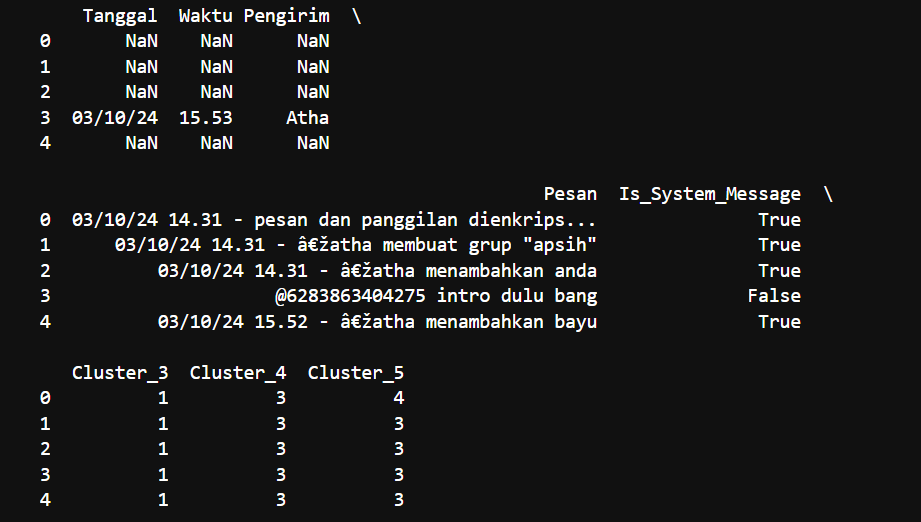 Tanggal Waktu Pengirim \
0 NaN NaN NaN
1 NaN NaN NaN
2 NaN NaN NaN
3 03/10/24 15.53 Atha
4 NaN NaN NaN
Pesan Is_System_Message \
0 03/10/24 14.31 - pesan dan panggilan dienkrips... True
1 03/10/24 14.31 - â€žatha membuat grup "apsih" True
2 03/10/24 14.31 - â€žatha menambahkan anda True
3 @6283863404275 intro dulu bang False
4 03/10/24 15.52 - â€žatha menambahkan bayu True
Cluster_3 Cluster_4 Cluster_5
0 1 3 4
1 1 3 3
2 1 3 3
3 1 3 3
4 1 3 3